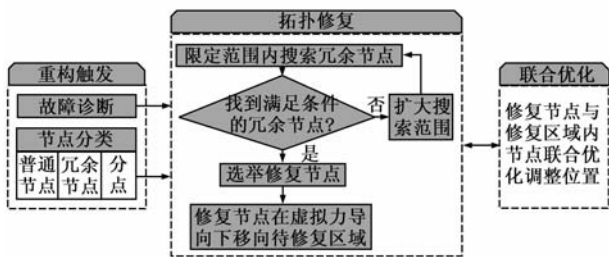 重构触发
故障诊断
节点分类
普通
节点
冗余
节点
分
点
拓扑修复
限定范围内搜索冗余节点
找到满足条件
的冗余节点?
否
扩大搜
索范围
是
选举修复节点
修复节点在虚拟力导
向下移向待修复区域
联合优化
修复节点与
修复区域内
节点联合优
化调整位置